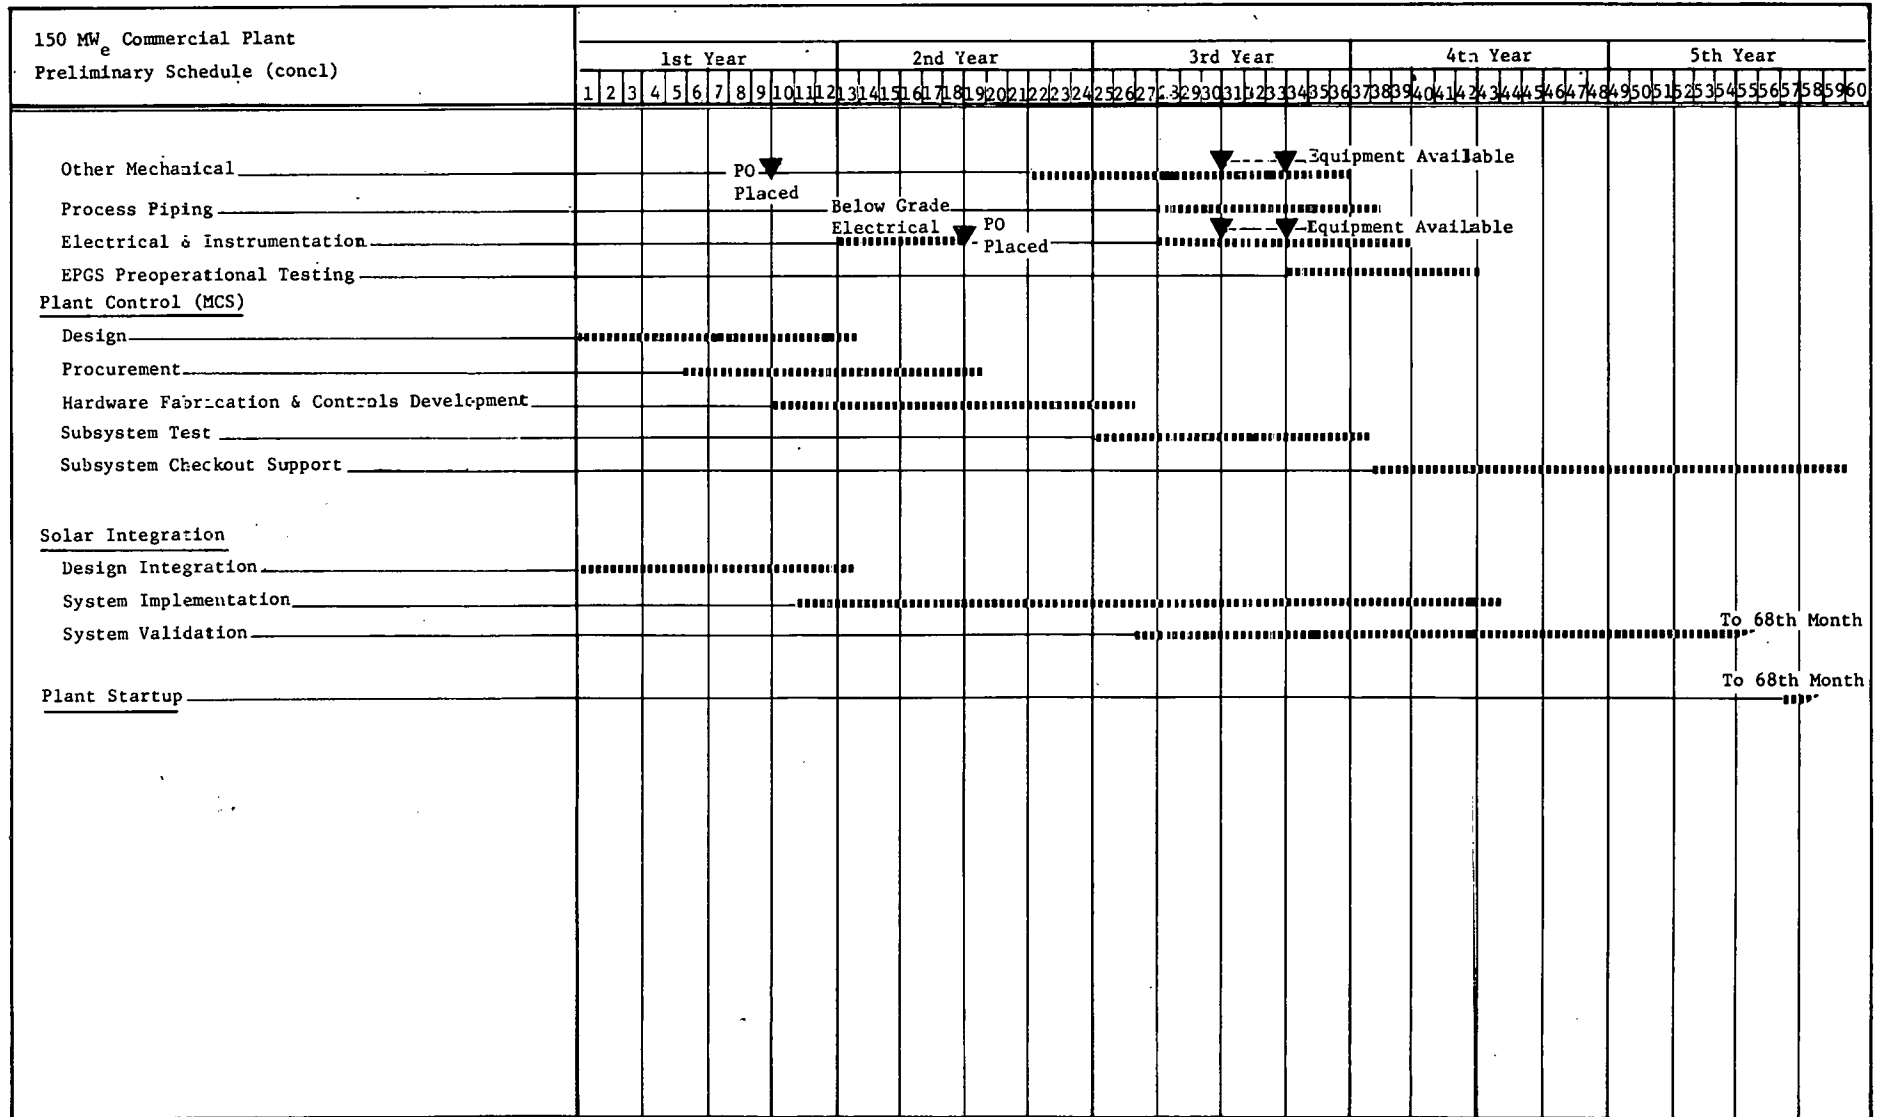 150 MWe Commercial Plant
Preliminary Schedule (concl)
1st Year 2nd Year 3rd Year 4th Year 5th Year
1 2 3 4 5 6 7 8 9 10 11 12 13 14 15 16 17 18 19 20 21 22 23 24 25 26 27 28 29 30 31 32 33 34 35 36 37 38 39 40 41 42 43 44 45 46 47 48 49 50 51 52 53 54 55 56 57 58 59 60
Other Mechanical PO Placed Equipment Available
Process Piping
Electrical & Instrumentation Below Grade Electrical PO Placed Equipment Available
EPGS Preoperational Testing
Plant Control (MCS)
Design
Procurement
Hardware Fabrication & Controls Development
Subsystem Test
Subsystem Checkout Support
Solar Integration
Design Integration
System Implementation
System Validation To 68th Month
Plant Startup To 68th Month